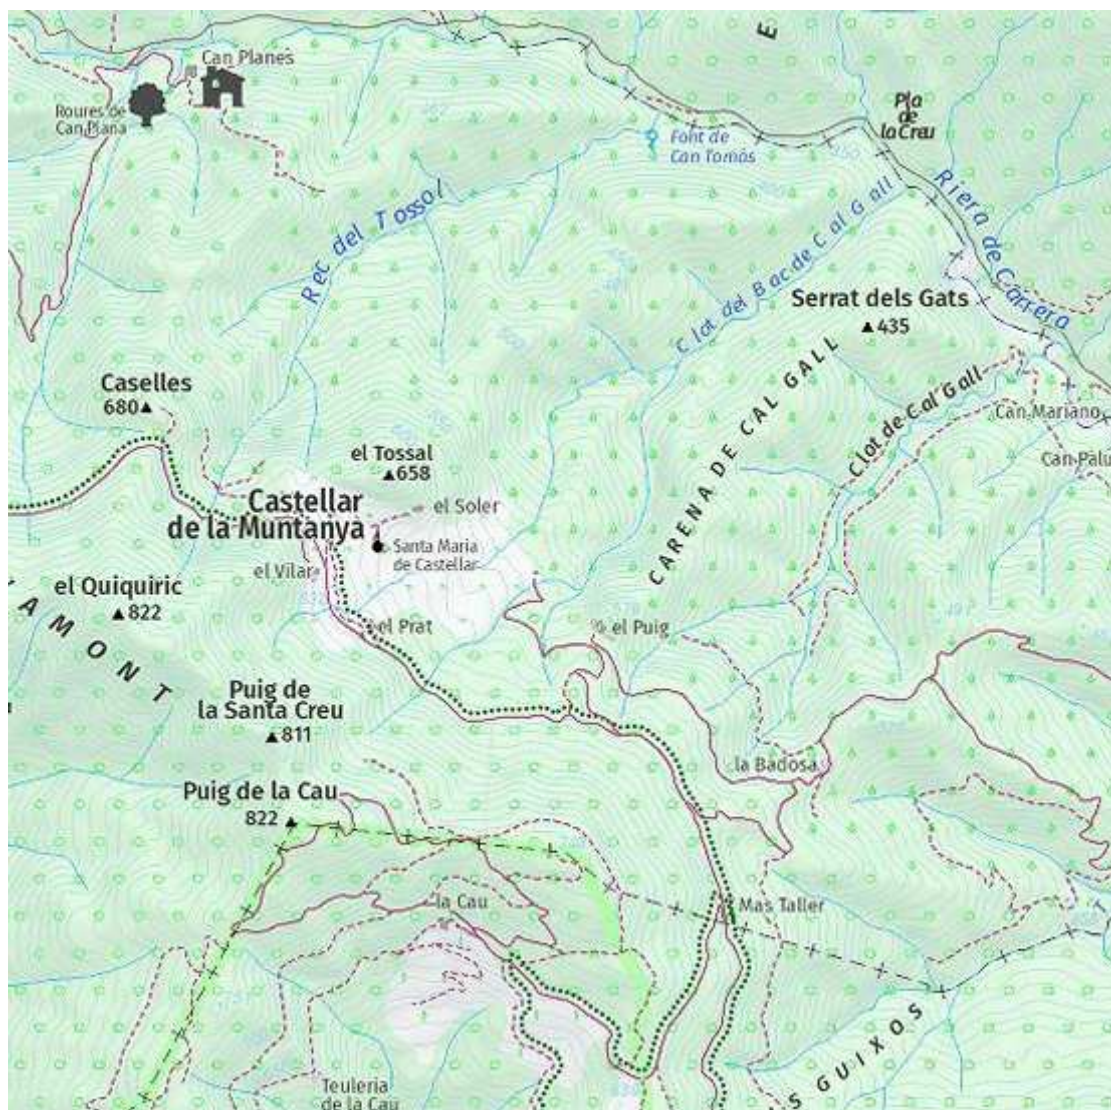 E
Can Planes
Roures de
Can Plana
Pla
de
la Creu
Font de
Can Tomàs
Riera de Carrera
Rec del Tossol
Clot del Bac de Cal Gall
Serrat dels Gats
435
Caselles
680
CARENA DE CAL GALL
Clot de Cal Gall
Can Mariano
Can Palu
el Tossal
658
Castellar
de la Muntanya
el Soler
Santa Maria
de Castellar
el Vilar
el Quiquiric
822
AMONT
el Prat
el Puig
Puig de
la Santa Creu
811
la Badosa
Puig de la Cau
822
la Cau
Mas Taller
S GUIXOS
Teuleria
de la Cau